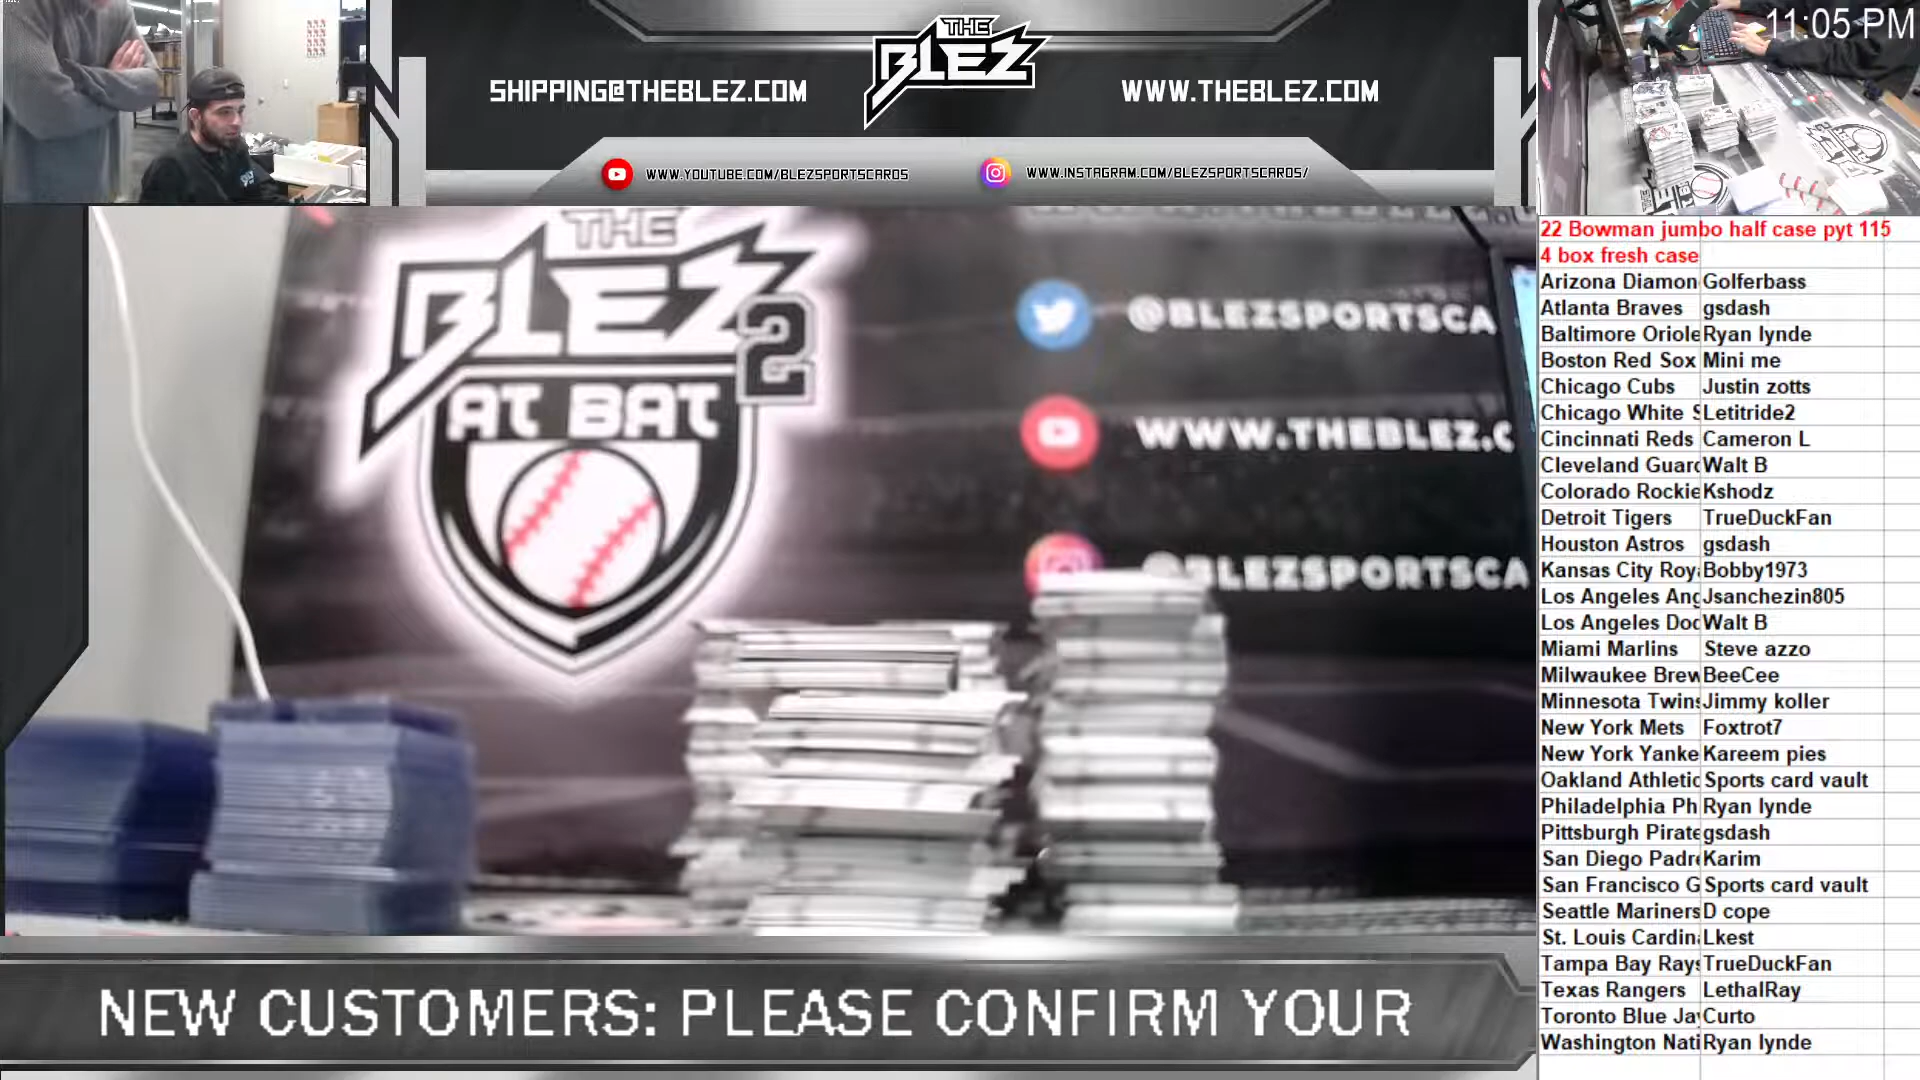 THE
BLEZ
SHIPPING@THEBLEZ.COM
WWW.THEBLEZ.COM
WWW.YOUTUBE.COM/BLEZSPORTSCARDS
WWW.INSTAGRAM.COM/BLEZSPORTSCARDS/
11:05 PM
THE
BLEZ
2
AT BAT
@BLEZSPORTSCA
WWW.THEBLEZ.C
@BLEZSPORTSCA
22 Bowman jumbo half case pyt 115
4 box fresh case
Arizona Diamon Golferbass
Atlanta Braves gsdash
Baltimore Oriole Ryan lynde
Boston Red Sox Mini me
Chicago Cubs Justin zotts
Chicago White S Letitride2
Cincinnati Reds Cameron L
Cleveland Guard Walt B
Colorado Rockie Kshodz
Detroit Tigers TrueDuckFan
Houston Astros gsdash
Kansas City Roya Bobby1973
Los Angeles Ang Jsanchezin805
Los Angeles Dod Walt B
Miami Marlins Steve azzo
Milwaukee Brew BeeCee
Minnesota Twins Jimmy koller
New York Mets Foxtrot7
New York Yanke Kareem pies
Oakland Athletic Sports card vault
Philadelphia Ph Ryan lynde
Pittsburgh Pirate gsdash
San Diego Padre Karim
San Francisco G Sports card vault
Seattle Mariners D cope
St. Louis Cardina Lkest
Tampa Bay Rays TrueDuckFan
Texas Rangers LethalRay
Toronto Blue Jay Curto
Washington Nati Ryan lynde
NEW CUSTOMERS: PLEASE CONFIRM YOUR